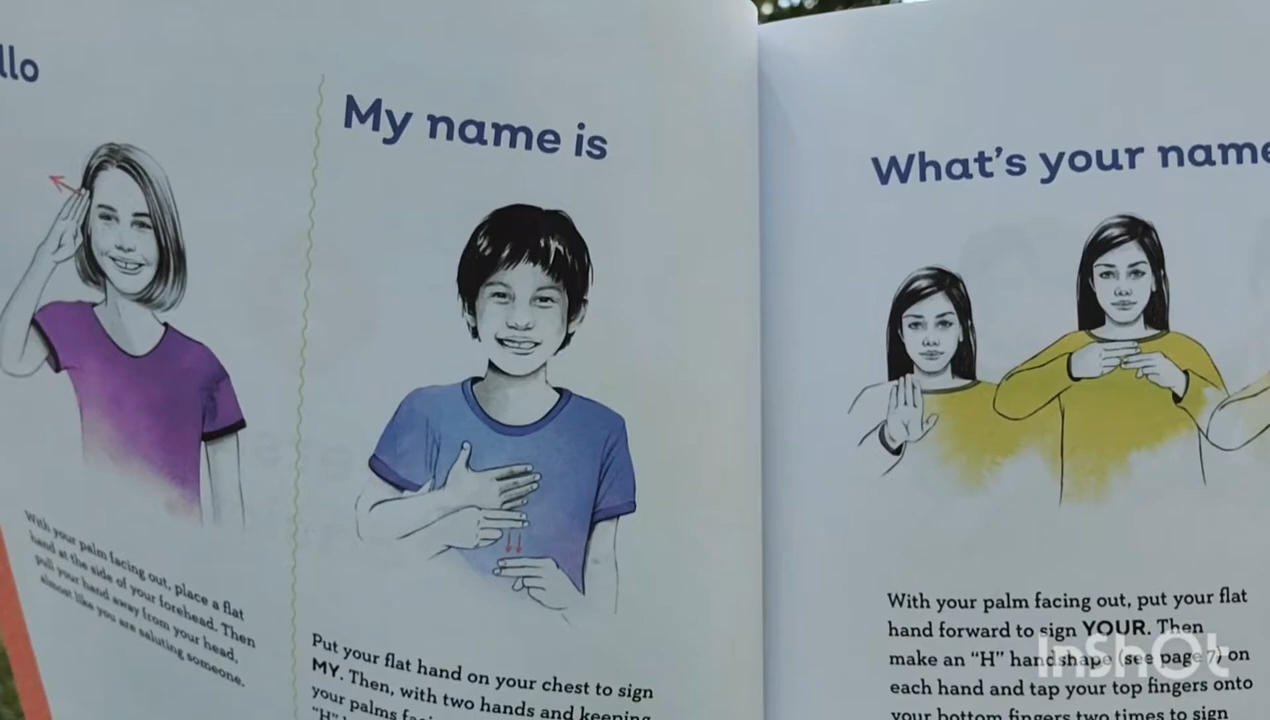 llo
With your palm facing out, place a flat
hand at the side of your forehead. Then
pull your hand away from your head,
almost like you are saluting someone.
My name is
Put your flat hand on your chest to sign
MY. Then, with two hands and keeping
your palms
What's your name
With your palm facing out, put your flat
hand forward to sign YOUR. Then
make an "H" handshape (see page 7) on
each hand and tap your top fingers onto
your bottom fingers two times to sign
InShOt